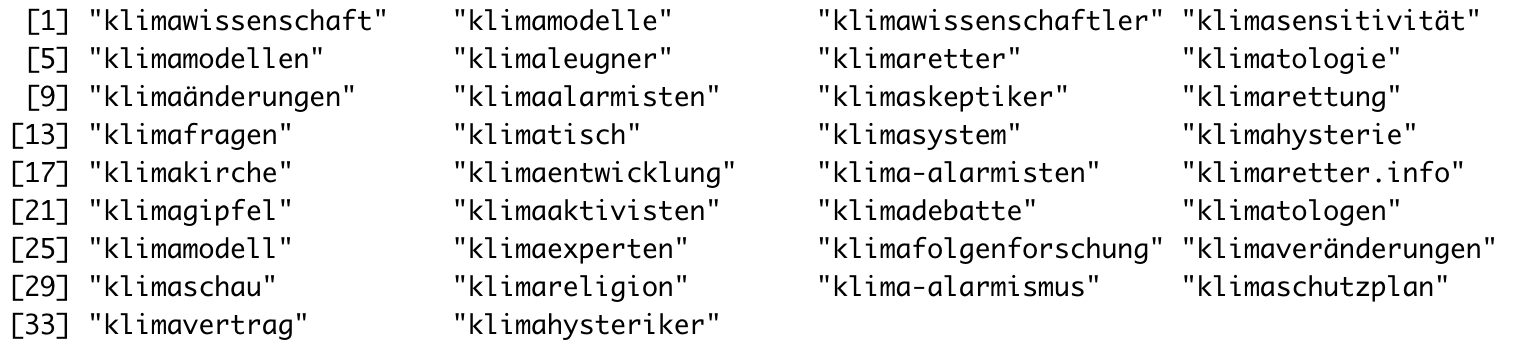 [1] "klimawissenschaft" "klimamodelle" "klimawissenschaftler" "klimasensitivität"
[5] "klimamodellen" "klimaleugner" "klimaretter" "klimatologie"
[9] "klimaänderungen" "klimaalarmisten" "klimaskeptiker" "klimarettung"
[13] "klimafragen" "klimatisch" "klimasystem" "klimahysterie"
[17] "klimakirche" "klimaentwicklung" "klima-alarmisten" "klimaretter.info"
[21] "klimagipfel" "klimaaktivisten" "klimadebatte" "klimatologen"
[25] "klimamodell" "klimaexperten" "klimafolgenforschung" "klimaveränderungen"
[29] "klimaschau" "klimareligion" "klima-alarmismus" "klimaschutzplan"
[33] "klimavertrag" "klimahysteriker"